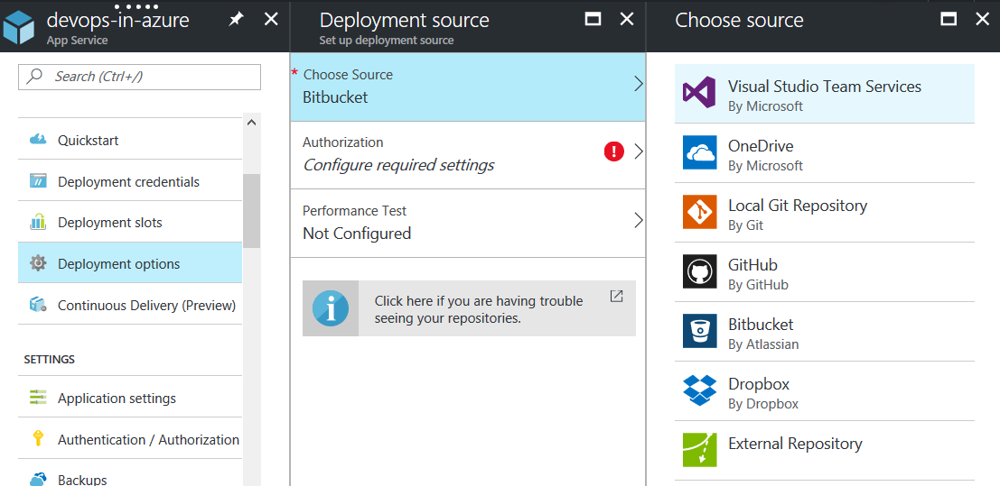 devops-in-azure
App Service
Search (Ctrl+/)
Quickstart
Deployment credentials
Deployment slots
Deployment options
Continuous Delivery (Preview)
SETTINGS
Application settings
Authentication / Authorization
Backups
Deployment source
Set up deployment source
* Choose Source
Bitbucket
Authorization
Configure required settings
Performance Test
Not Configured
Click here if you are having trouble
seeing your repositories.
Choose source
Visual Studio Team Services
By Microsoft
OneDrive
By Microsoft
Local Git Repository
By Git
GitHub
By GitHub
Bitbucket
By Atlassian
Dropbox
By Dropbox
External Repository